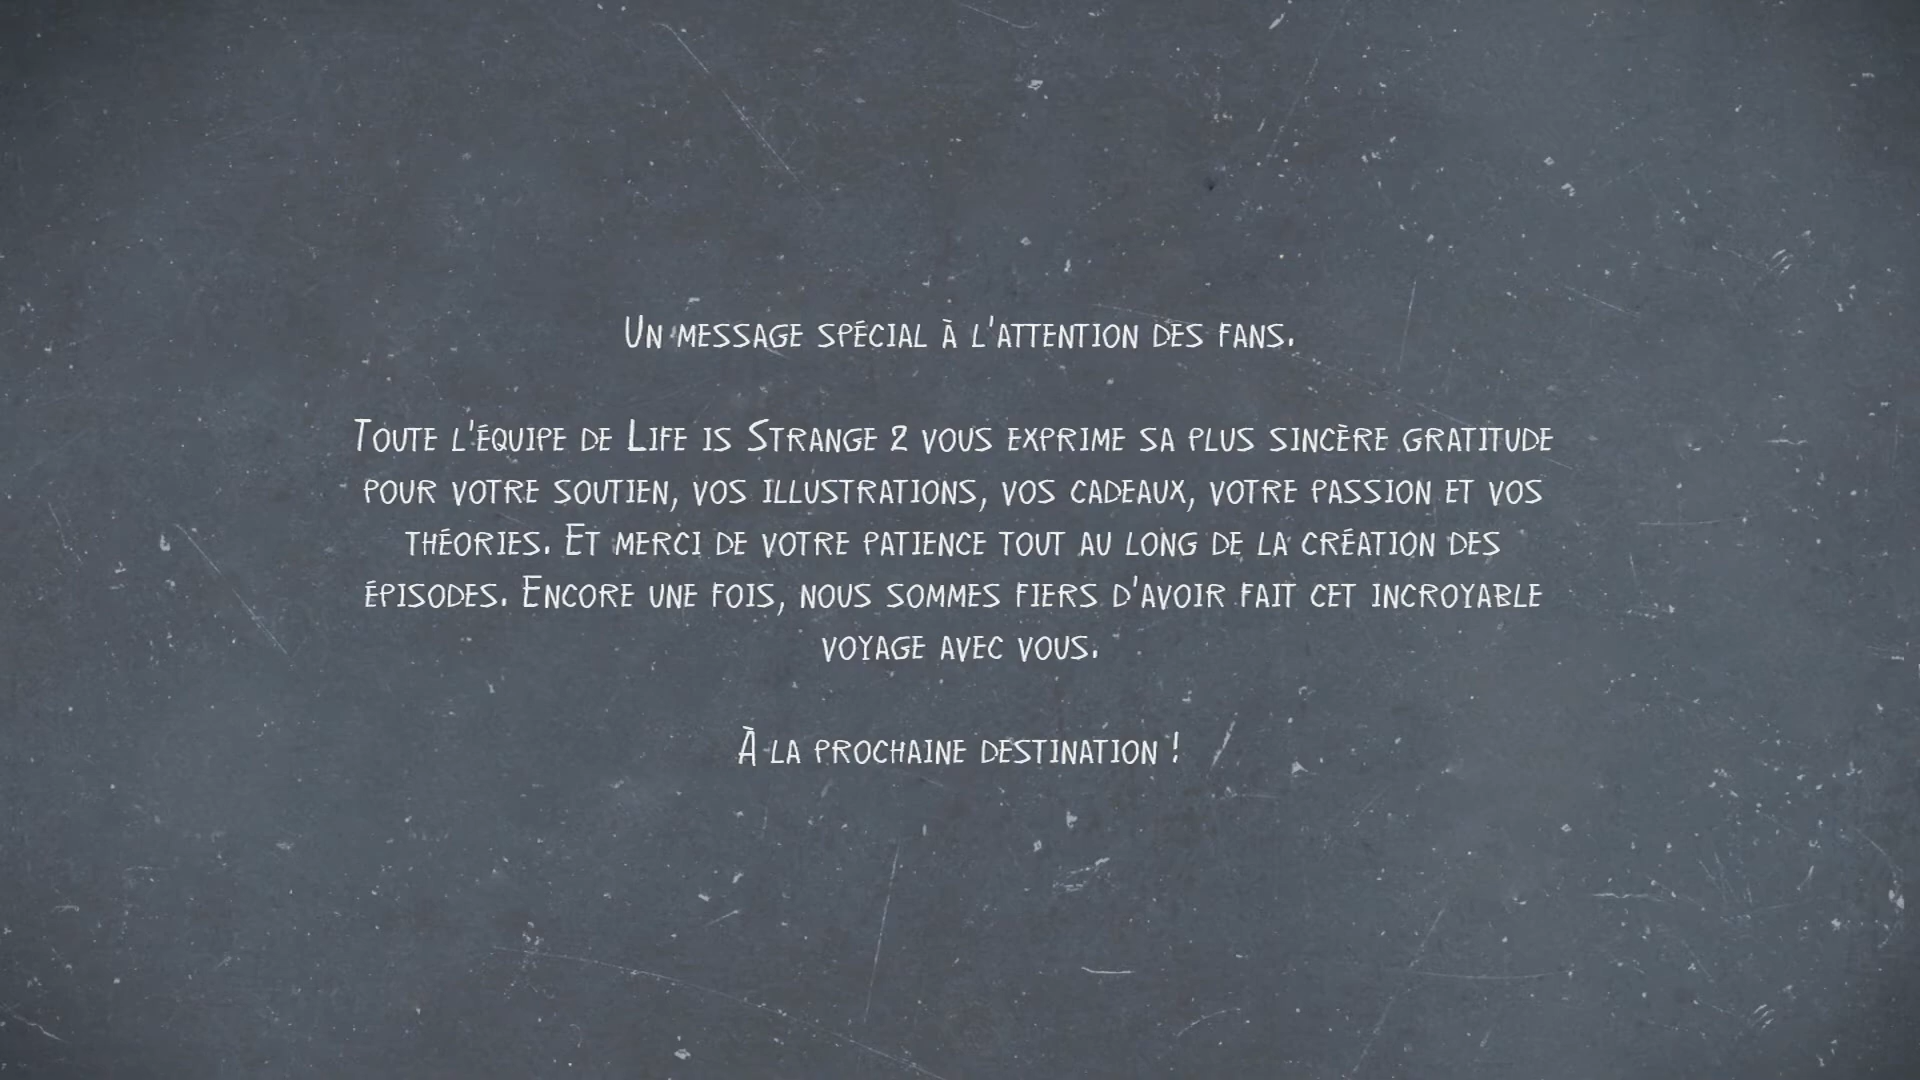 Un message spécial à l'attention des fans.
Toute l'équipe de Life is Strange 2 vous exprime sa plus sincère gratitude
pour votre soutien, vos illustrations, vos cadeaux, votre passion et vos
théories. Et merci de votre patience tout au long de la création des
épisodes. Encore une fois, nous sommes fiers d'avoir fait cet incroyable
voyage avec vous.
À la prochaine destination !